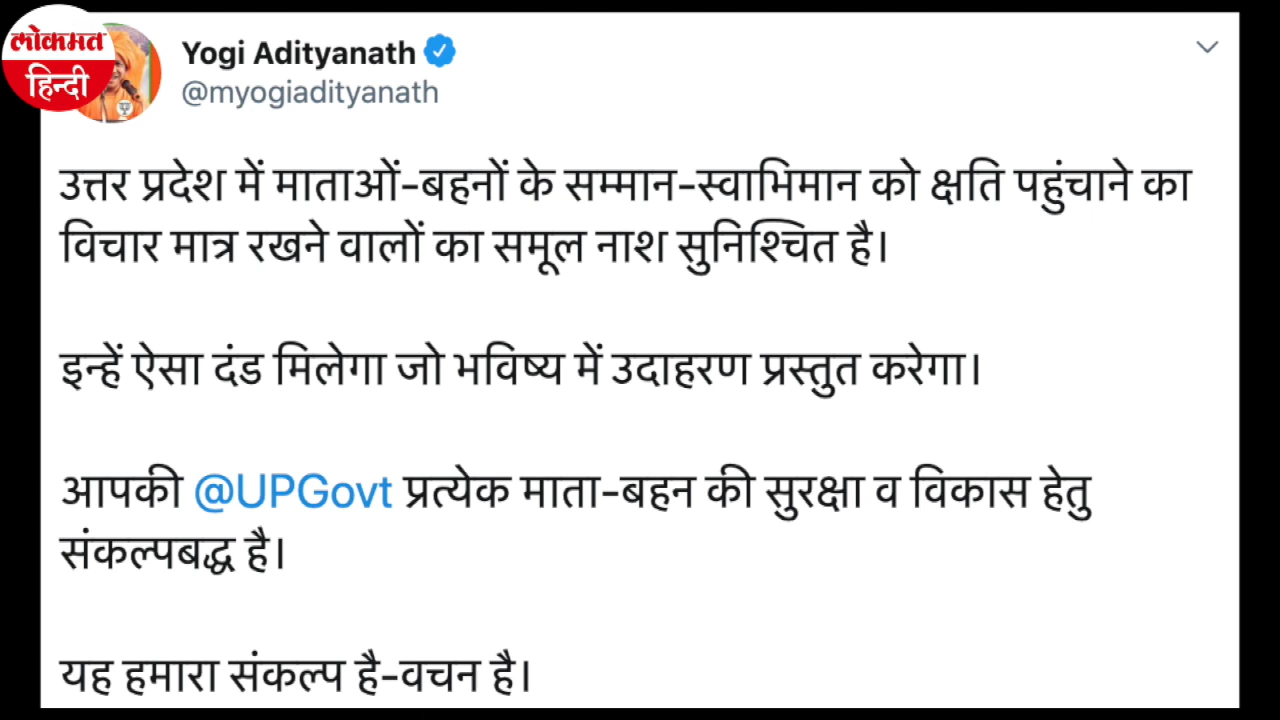 लोकमत
हिन्दी
Yogi Adityanath
@myogiadityanath
उत्तर प्रदेश में माताओं-बहनों के सम्मान-स्वाभिमान को क्षति पहुंचाने का
विचार मात्र रखने वालों का समूल नाश सुनिश्चित है।
इन्हें ऐसा दंड मिलेगा जो भविष्य में उदाहरण प्रस्तुत करेगा।
आपकी @UPGovt प्रत्येक माता-बहन की सुरक्षा व विकास हेतु
संकल्पबद्ध है।
यह हमारा संकल्प है-वचन है।